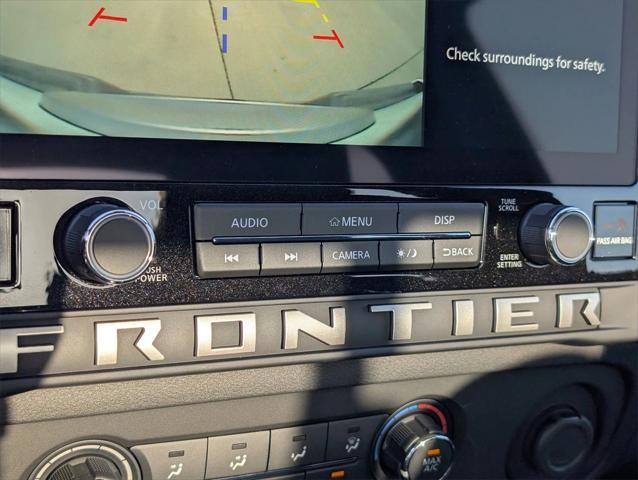 Check surroundings for safety.
VOL
PUSH
POWER
AUDIO
MENU
DISP
CAMERA
BACK
TUNE
SCROLL
ENTER
SETTING
PASS AIR BAG
FRONTIER
MAX
A/C